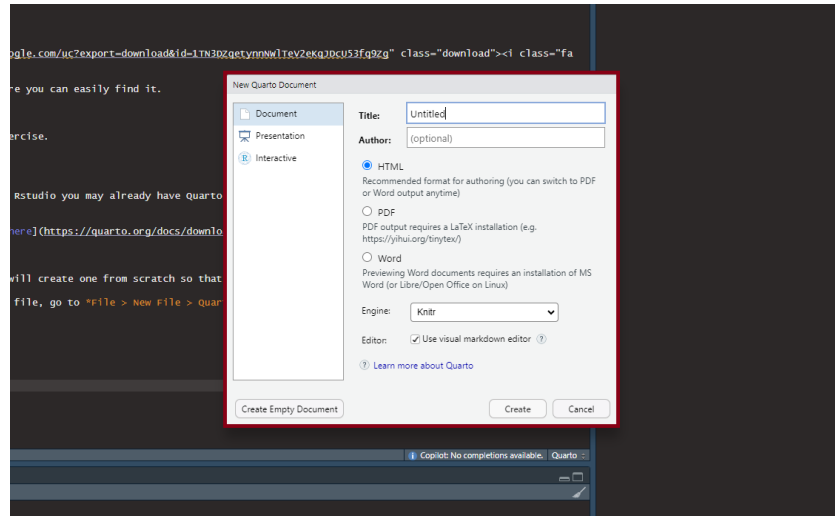 ogle.com/uc?export=download&id=1TN3DZqetynnNWlTeV2eKqJDcU53fq9Zg" class="download"><i class="fa
re you can easily find it.
ercise.
Rstudio you may already have Quarto
here](https://quarto.org/docs/downlo
will create one from scratch so that
file, go to *File > New File > Quar
New Quarto Document
Document
Presentation
R Interactive
Title: Untitled
Author: (optional)
HTML
Recommended format for authoring (you can switch to PDF
or Word output anytime)
PDF
PDF output requires a LaTeX installation (e.g.
https://yihui.org/tinytex/)
Word
Previewing Word documents requires an installation of MS
Word (or Libre/Open Office on Linux)
Engine: Knitr
Editor: Use visual markdown editor ?
? Learn more about Quarto
Create Empty Document Create Cancel
Copilot: No completions available. Quarto